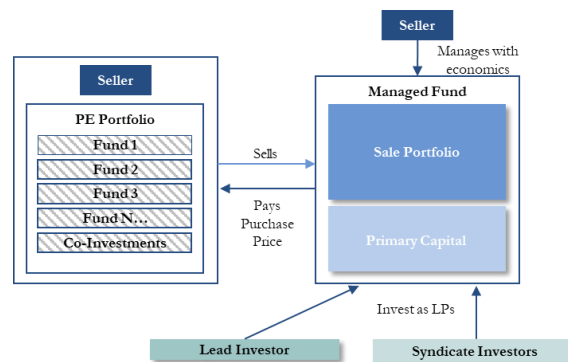 Seller
Manages with
economics
Seller
PE Portfolio
Fund 1
Fund 2
Fund 3
Fund N...
Co-Investments
Sells
Pays
Purchase
Price
Managed Fund
Sale Portfolio
Primary Capital
Invest as LPs
Lead Investor
Syndicate Investors